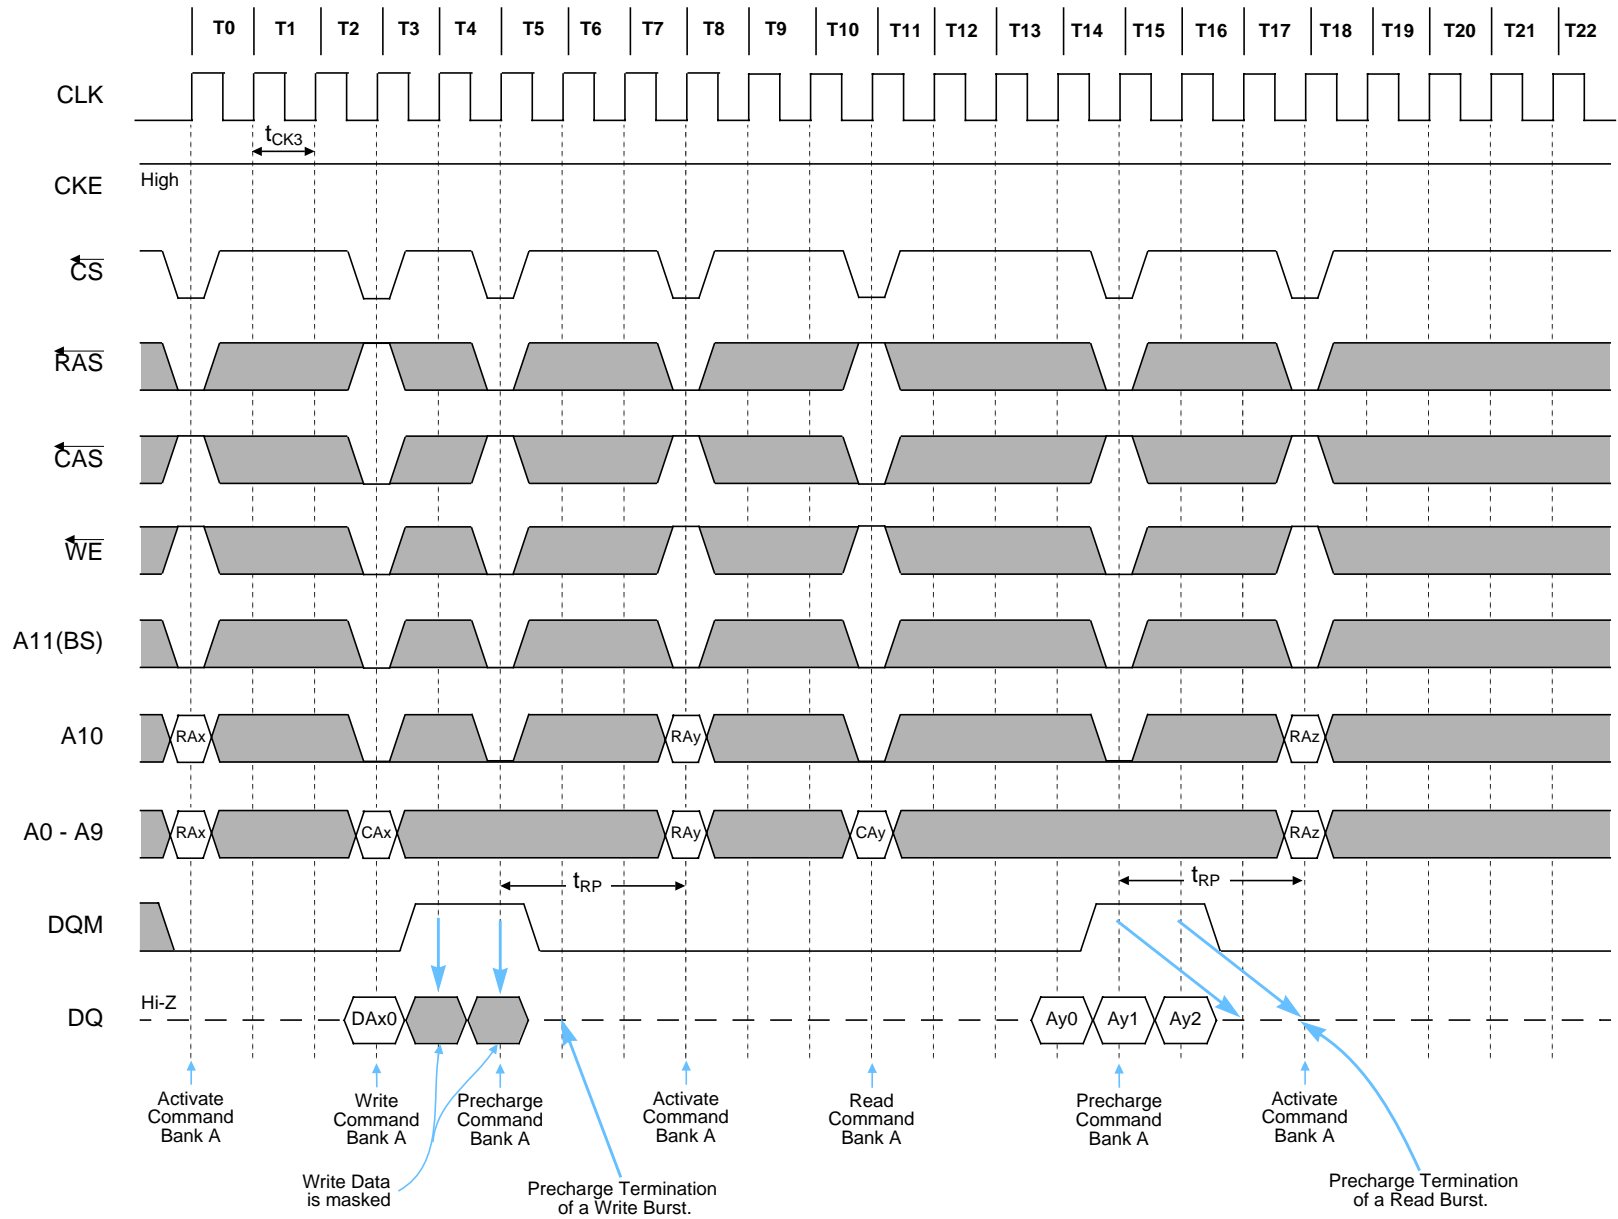 T0 T1 T2 T3 T4 T5 T6 T7 T8 T9 T10 T11 T12 T13 T14 T15 T16 T17 T18 T19 T20 T21 T22
CLK
tCK3
CKE
High
CS
RAS
CAS
WE
A11(BS)
A10
RAx RAy RAz
A0 - A9
RAx CAx RAy CAy RAz
tRP tRP
DQM
DQ
Hi-Z
DAx0 Ay0 Ay1 Ay2
Activate
Command
Bank A
Write
Command
Bank A
Precharge
Command
Bank A
Activate
Command
Bank A
Read
Command
Bank A
Precharge
Command
Bank A
Activate
Command
Bank A
Write Data
is masked
Precharge Termination
of a Write Burst.
Precharge Termination
of a Read Burst.